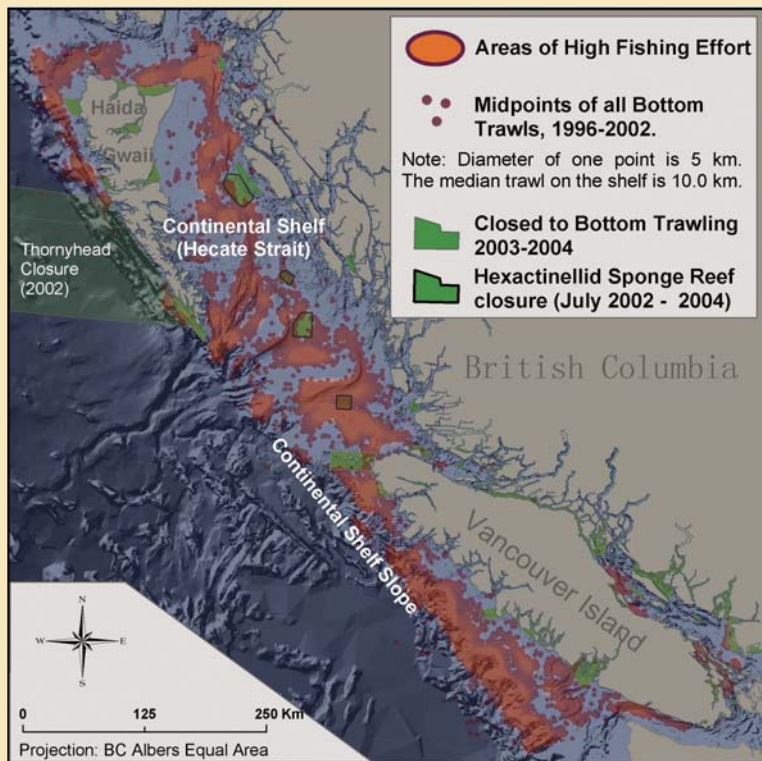 Areas of High Fishing Effort
Midpoints of all Bottom
Trawls, 1996-2002.
Note: Diameter of one point is 5 km.
The median trawl on the shelf is 10.0 km.
Closed to Bottom Trawling
2003-2004
Hexactinellid Sponge Reef
closure (July 2002 - 2004)
Haida
Gwaii
Continental Shelf
(Hecate Strait)
Thornyhead
Closure
(2002)
British Columbia
Continental Shelf Slope
Vancouver Island
N
W E
S
0 125 250 Km
Projection: BC Albers Equal Area